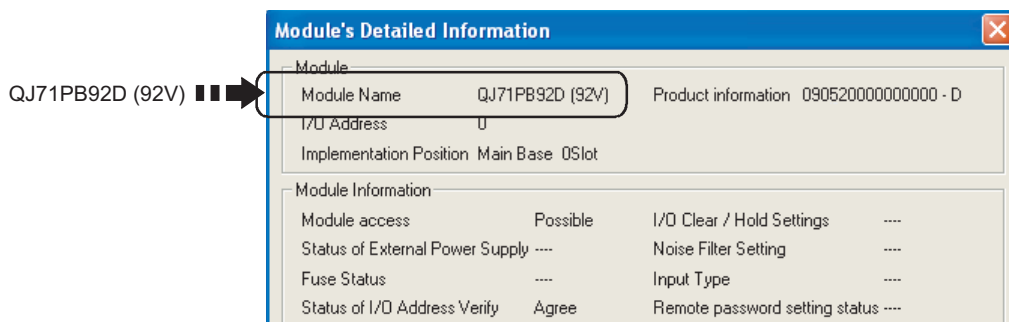 Module's Detailed Information
Module
QJ71PB92D (92V)
Module Name QJ71PB92D (92V) Product information 090520000000000 - D
I/O Address 0
Implementation Position Main Base 0Slot
Module Information
Module access Possible I/O Clear / Hold Settings ----
Status of External Power Supply ---- Noise Filter Setting ----
Fuse Status ---- Input Type ----
Status of I/O Address Verify Agree Remote password setting status ----